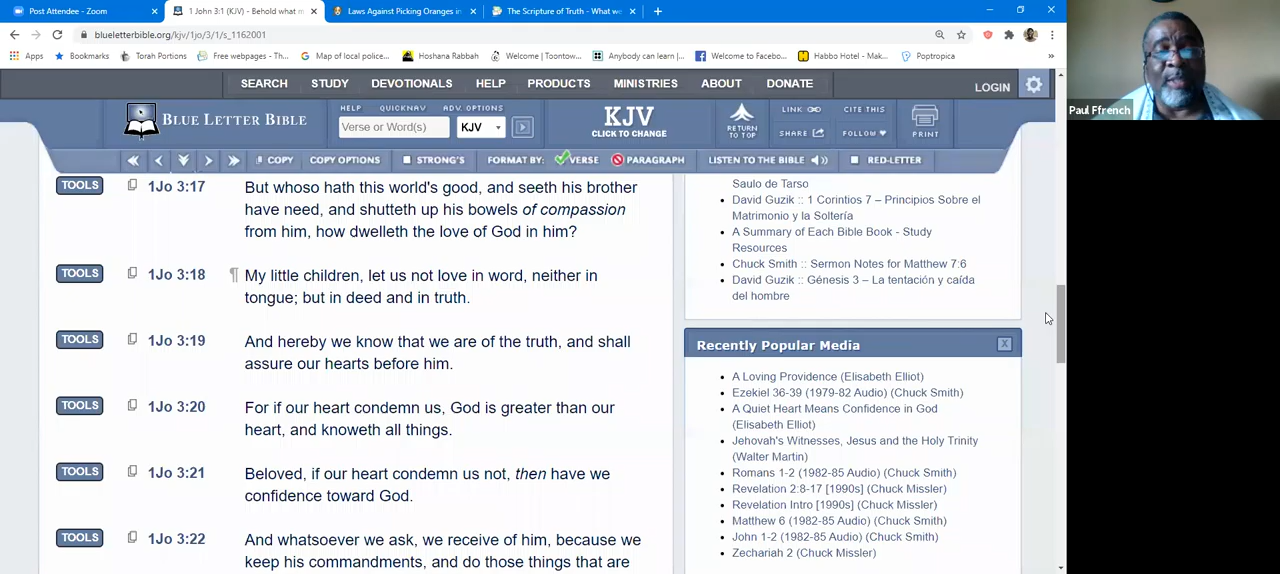 Post Attendee - Zoom
1 John 3:1 (KJV) - Behold what m
Laws Against Picking Oranges in
The Scripture of Truth - What we
blueletterbible.org/kjv/1jo/3/1/s_1162001
Apps
Bookmarks
Torah Portions
Free webpages - Th...
Map of local police...
Hoshana Rabbah
Welcome | Toontow...
Anybody can learn |...
Welcome to Facebo...
Habbo Hotel - Mak...
Poptropica
»
SEARCH STUDY DEVOTIONALS HELP PRODUCTS MINISTRIES ABOUT DONATE
LOGIN
BLUE LETTER BIBLE
HELP QUICKNAV ADV. OPTIONS
Verse or Word(s)
KJV
KJV
CLICK TO CHANGE
RETURN
TO TOP
LINK
CITE THIS
SHARE
FOLLOW
PRINT
COPY
COPY OPTIONS
STRONG'S
FORMAT BY:
VERSE
PARAGRAPH
LISTEN TO THE BIBLE
RED-LETTER
TOOLS 1Jo 3:17 But whoso hath this world's good, and seeth his brother
have need, and shutteth up his bowels of compassion
from him, how dwelleth the love of God in him?
TOOLS 1Jo 3:18 ¶ My little children, let us not love in word, neither in
tongue; but in deed and in truth.
TOOLS 1Jo 3:19 And hereby we know that we are of the truth, and shall
assure our hearts before him.
TOOLS 1Jo 3:20 For if our heart condemn us, God is greater than our
heart, and knoweth all things.
TOOLS 1Jo 3:21 Beloved, if our heart condemn us not, then have we
confidence toward God.
TOOLS 1Jo 3:22 And whatsoever we ask, we receive of him, because we
keep his commandments, and do those things that are
Saulo de Tarso
David Guzik :: 1 Corintios 7 – Principios Sobre el
Matrimonio y la Soltería
A Summary of Each Bible Book - Study
Resources
Chuck Smith :: Sermon Notes for Matthew 7:6
David Guzik :: Génesis 3 – La tentación y caída
del hombre
Recently Popular Media
X
A Loving Providence (Elisabeth Elliot)
Ezekiel 36-39 (1979-82 Audio) (Chuck Smith)
A Quiet Heart Means Confidence in God
(Elisabeth Elliot)
Jehovah's Witnesses, Jesus and the Holy Trinity
(Walter Martin)
Romans 1-2 (1982-85 Audio) (Chuck Smith)
Revelation 2:8-17 [1990s] (Chuck Missler)
Revelation Intro [1990s] (Chuck Missler)
Matthew 6 (1982-85 Audio) (Chuck Smith)
John 1-2 (1982-85 Audio) (Chuck Smith)
Zechariah 2 (Chuck Missler)
Paul Ffrench